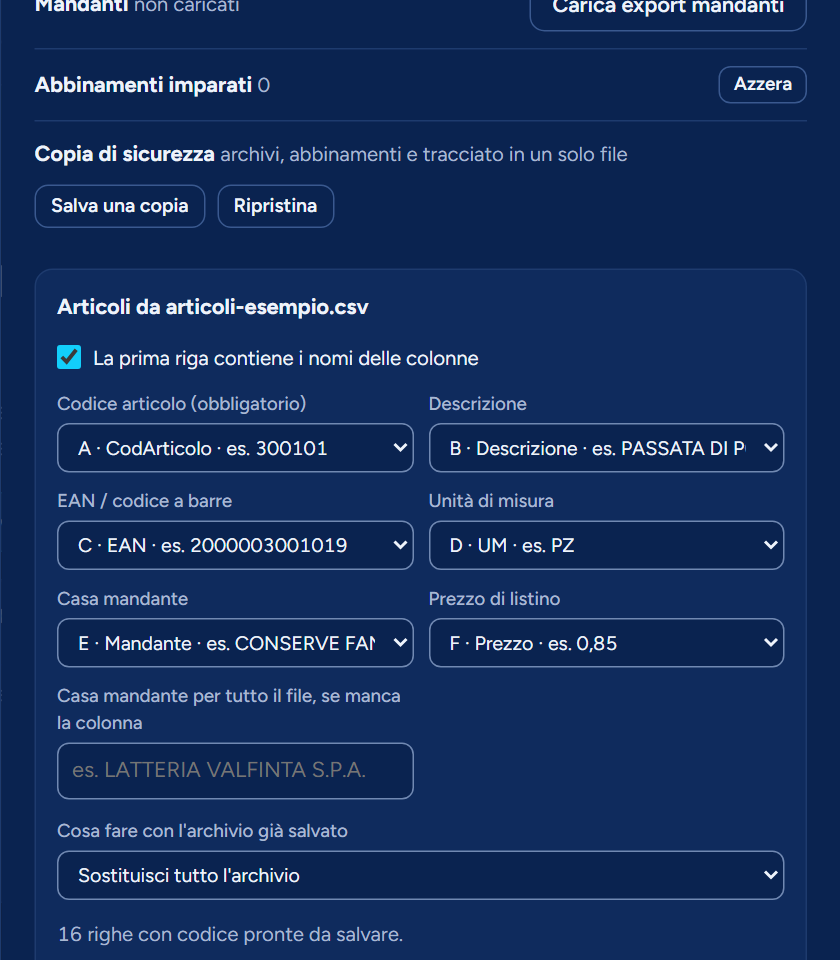 Mandanti non caricati
Carica export mandanti
Abbinamenti imparati 0
Azzera
Copia di sicurezza archivi, abbinamenti e tracciato in un solo file
Salva una copia
Ripristina
Articoli da articoli-esempio.csv
La prima riga contiene i nomi delle colonne
Codice articolo (obbligatorio)
Descrizione
A · CodArticolo · es. 300101
B · Descrizione · es. PASSATA DI P
EAN / codice a barre
Unità di misura
C · EAN · es. 2000003001019
D · UM · es. PZ
Casa mandante
Prezzo di listino
E · Mandante · es. CONSERVE FAN
F · Prezzo · es. 0,85
Casa mandante per tutto il file, se manca
la colonna
es. LATTERIA VALFINTA S.P.A.
Cosa fare con l'archivio già salvato
Sostituisci tutto l'archivio
16 righe con codice pronte da salvare.